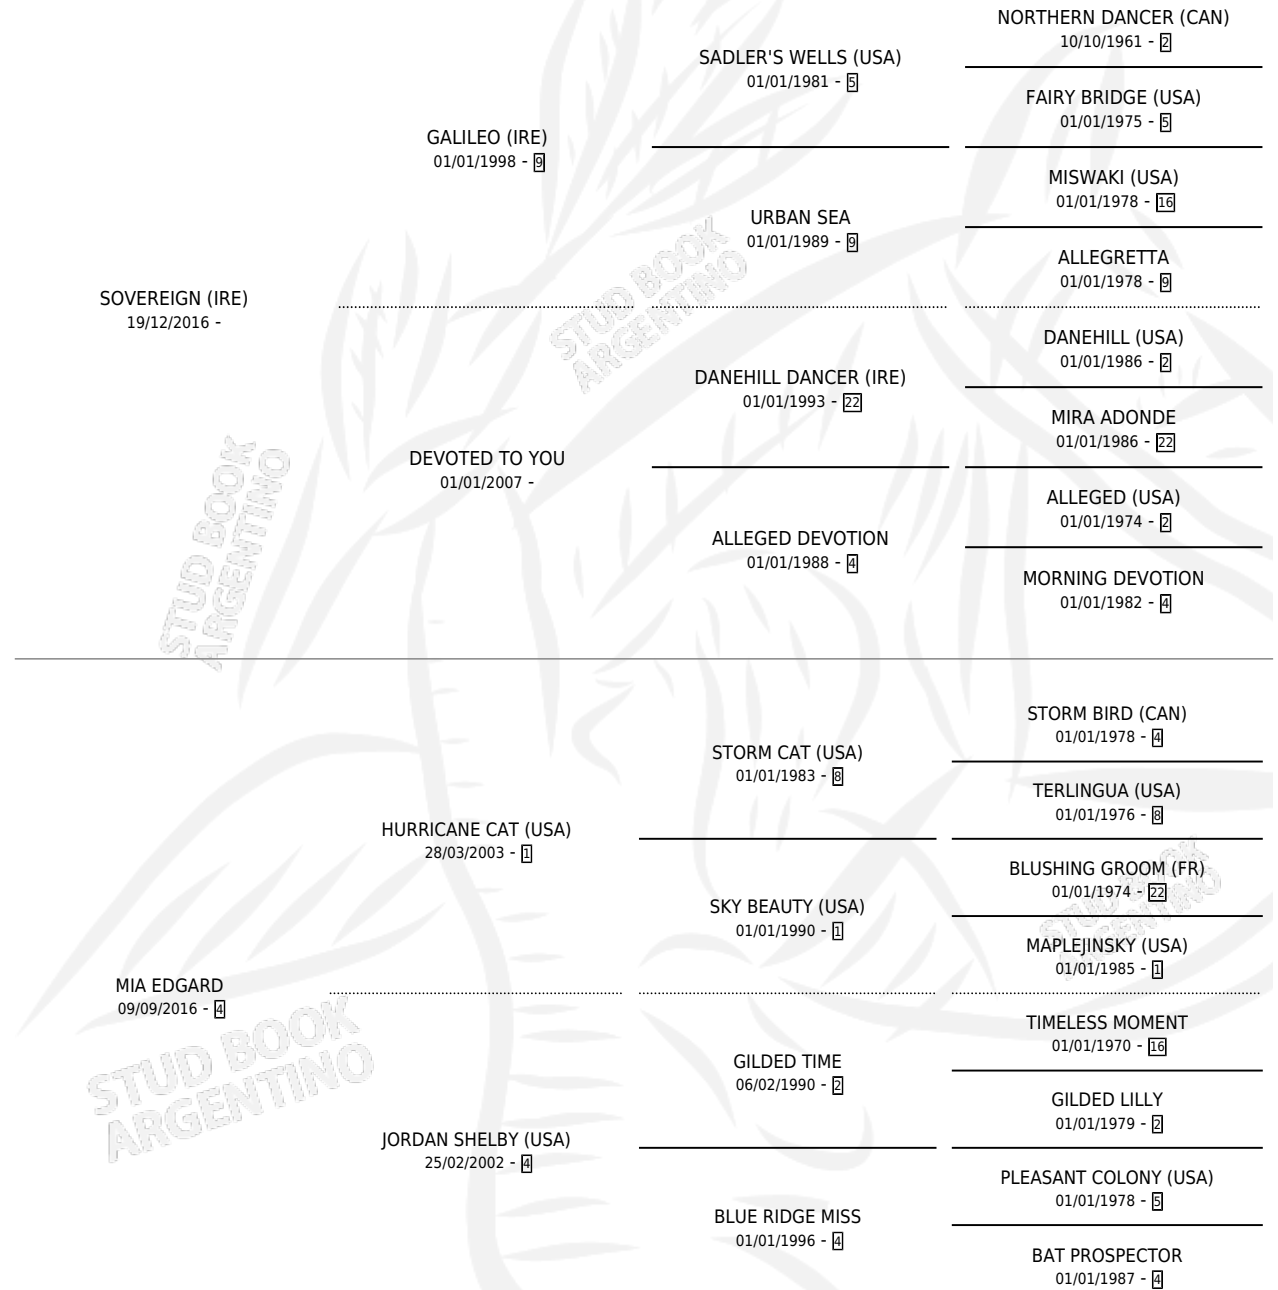 NORTHERN DANCER (CAN)
10/10/1961 - 2
SADLER'S WELLS (USA)
01/01/1981 - 5
FAIRY BRIDGE (USA)
01/01/1975 - 5
GALILEO (IRE)
01/01/1998 - 9
MISWAKI (USA)
01/01/1978 - 16
URBAN SEA
01/01/1989 - 9
ALLEGRETTA
01/01/1978 - 9
SOVEREIGN (IRE)
19/12/2016 -
STUD BOOK
ARGENTINO
DANEHILL (USA)
01/01/1986 - 2
DANEHILL DANCER (IRE)
01/01/1993 - 22
MIRA ADONDE
01/01/1986 - 22
DEVOTED TO YOU
01/01/2007 -
ALLEGED (USA)
01/01/1974 - 2
ALLEGED DEVOTION
01/01/1988 - 4
MORNING DEVOTION
01/01/1982 - 4
STUD BOOK
ARGENTINO
STORM BIRD (CAN)
01/01/1978 - 4
STORM CAT (USA)
01/01/1983 - 8
TERLINGUA (USA)
01/01/1976 - 8
HURRICANE CAT (USA)
28/03/2003 - 1
BLUSHING GROOM (FR)
01/01/1974 - 22
SKY BEAUTY (USA)
01/01/1990 - 1
MAPLEJINSKY (USA)
01/01/1985 - 1
STUD BOOK
ARGENTINO
MIA EDGARD
09/09/2016 - 4
TIMELESS MOMENT
01/01/1970 - 16
GILDED TIME
06/02/1990 - 2
GILDED LILLY
01/01/1979 - 2
STUD BOOK
ARGENTINO
JORDAN SHELBY (USA)
25/02/2002 - 4
PLEASANT COLONY (USA)
01/01/1978 - 5
BLUE RIDGE MISS
01/01/1996 - 4
BAT PROSPECTOR
01/01/1987 - 4